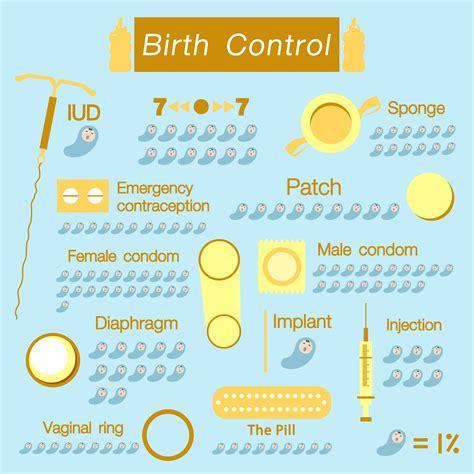 Birth Control
IUD
7 7
Sponge
Emergency
contraception
Patch
Female condom
Male condom
Diaphragm
Implant
Injection
Vaginal ring
The Pill
= 1%